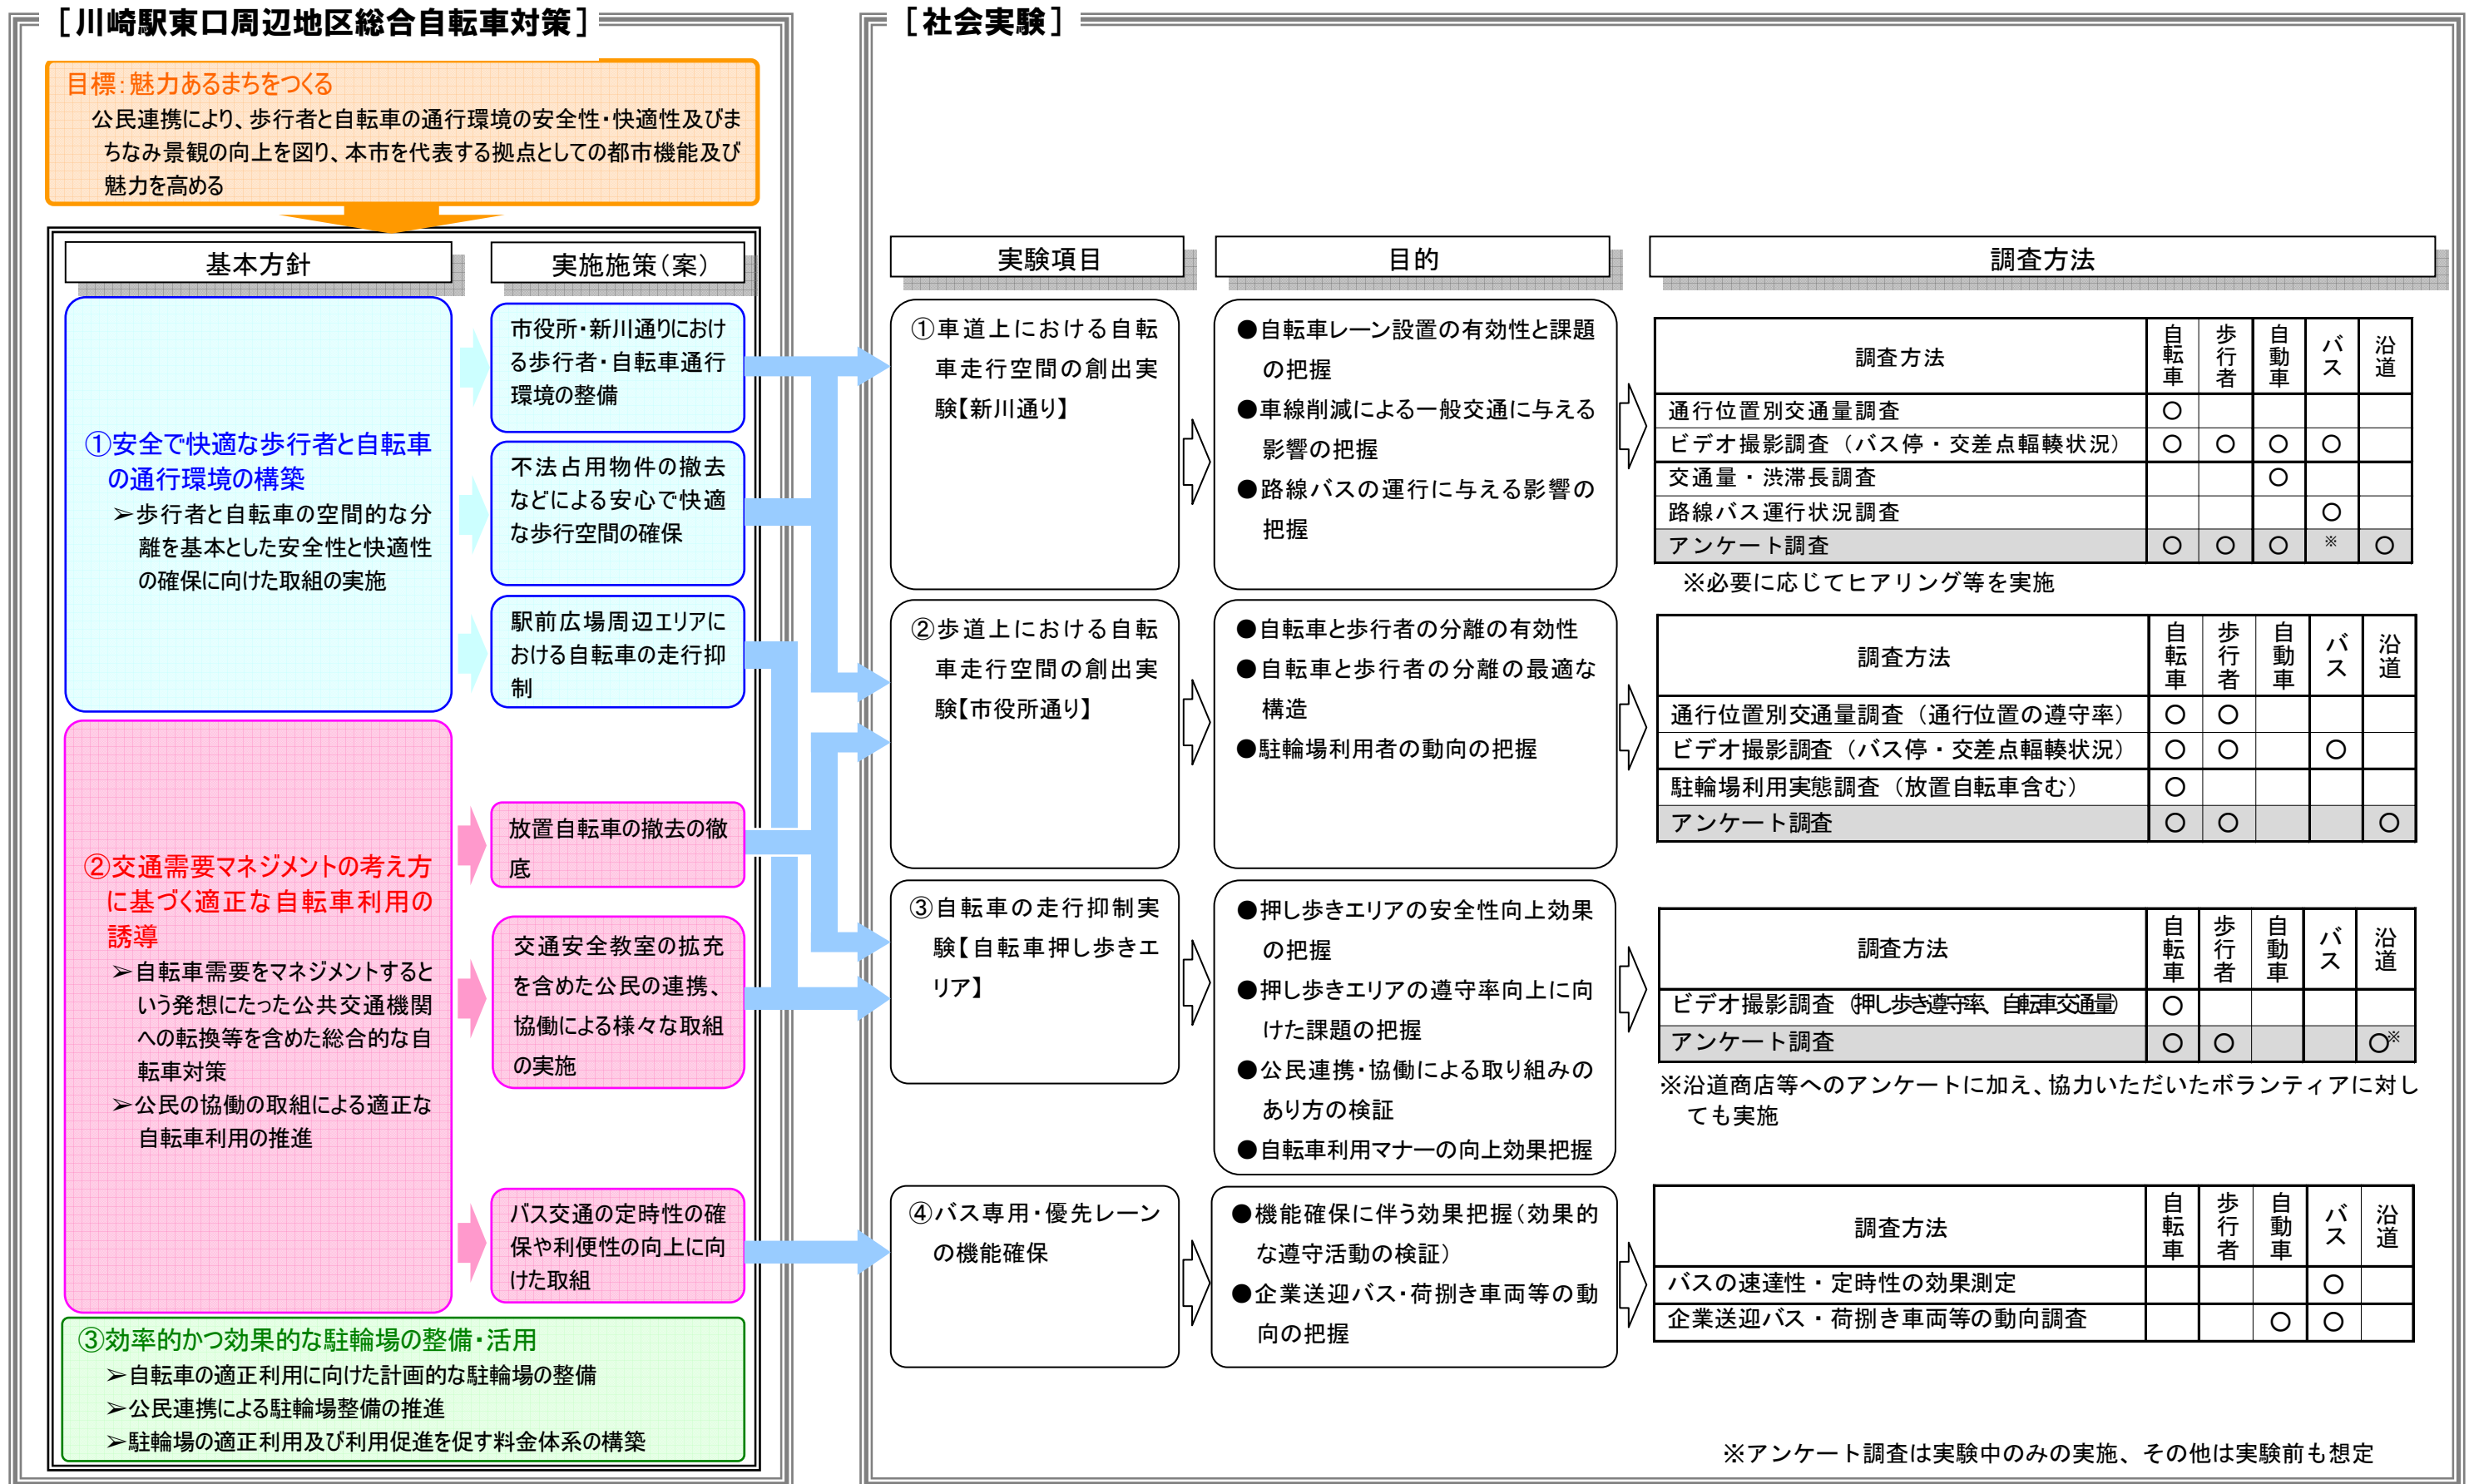 ［川崎駅東口周辺地区総合自転車対策］
目標：魅力あるまちをつくる
公民連携により、歩行者と自転車の通行環境の安全性・快適性及びま
ちなみ景観の向上を図り、本市を代表する拠点としての都市機能及び
魅力を高める
基本方針
実施施策（案）
①安全で快適な歩行者と自転車
の通行環境の構築
➢歩行者と自転車の空間的な分
離を基本とした安全性と快適性
の確保に向けた取組の実施
市役所・新川通りにおけ
る歩行者・自転車通行
環境の整備
不法占用物件の撤去
などによる安心で快適
な歩行空間の確保
駅前広場周辺エリアに
おける自転車の走行抑
制
②交通需要マネジメントの考え方
に基づく適正な自転車利用の
誘導
➢自転車需要をマネジメントすると
いう発想にたった公共交通機関
への転換等を含めた総合的な自
転車対策
➢公民の協働の取組による適正な
自転車利用の推進
放置自転車の撤去の徹
底
交通安全教室の拡充
を含めた公民の連携、
協働による様々な取組
の実施
バス交通の定時性の確
保や利便性の向上に向
けた取組
③効率的かつ効果的な駐輪場の整備・活用
➢自転車の適正利用に向けた計画的な駐輪場の整備
➢公民連携による駐輪場整備の推進
➢駐輪場の適正利用及び利用促進を促す料金体系の構築
［社会実験］
実験項目
目的
調査方法
①車道上における自転
車走行空間の創出実
験【新川通り】
●自転車レーン設置の有効性と課題
の把握
●車線削減による一般交通に与える
影響の把握
●路線バスの運行に与える影響の
把握
調査方法 自転車 歩行者 自動車 バス 沿道
通行位置別交通量調査 ○
ビデオ撮影調査（バス停・交差点輻輳状況） ○ ○ ○ ○
交通量・渋滞長調査 ○
路線バス運行状況調査 ○
アンケート調査 ○ ○ ○ ※ ○
※必要に応じてヒアリング等を実施
②歩道上における自転
車走行空間の創出実
験【市役所通り】
●自転車と歩行者の分離の有効性
●自転車と歩行者の分離の最適な
構造
●駐輪場利用者の動向の把握
調査方法 自転車 歩行者 自動車 バス 沿道
通行位置別交通量調査（通行位置の遵守率） ○ ○
ビデオ撮影調査（バス停・交差点輻輳状況） ○ ○ ○
駐輪場利用実態調査（放置自転車含む） ○
アンケート調査 ○ ○ ○
③自転車の走行抑制実
験【自転車押し歩きエ
リア】
●押し歩きエリアの安全性向上効果
の把握
●押し歩きエリアの遵守率向上に向
けた課題の把握
●公民連携・協働による取り組みの
あり方の検証
●自転車利用マナーの向上効果把握
調査方法 自転車 歩行者 自動車 バス 沿道
ビデオ撮影調査（押し歩き遵守率、自転車交通量） ○
アンケート調査 ○ ○ ○※
※沿道商店等へのアンケートに加え、協力いただいたボランティアに対し
ても実施
④バス専用・優先レーン
の機能確保
●機能確保に伴う効果把握（効果的
な遵守活動の検証）
●企業送迎バス・荷捌き車両等の動
向の把握
調査方法 自転車 歩行者 自動車 バス 沿道
バスの速達性・定時性の効果測定 ○
企業送迎バス・荷捌き車両等の動向調査 ○ ○
※アンケート調査は実験中のみの実施、その他は実験前も想定